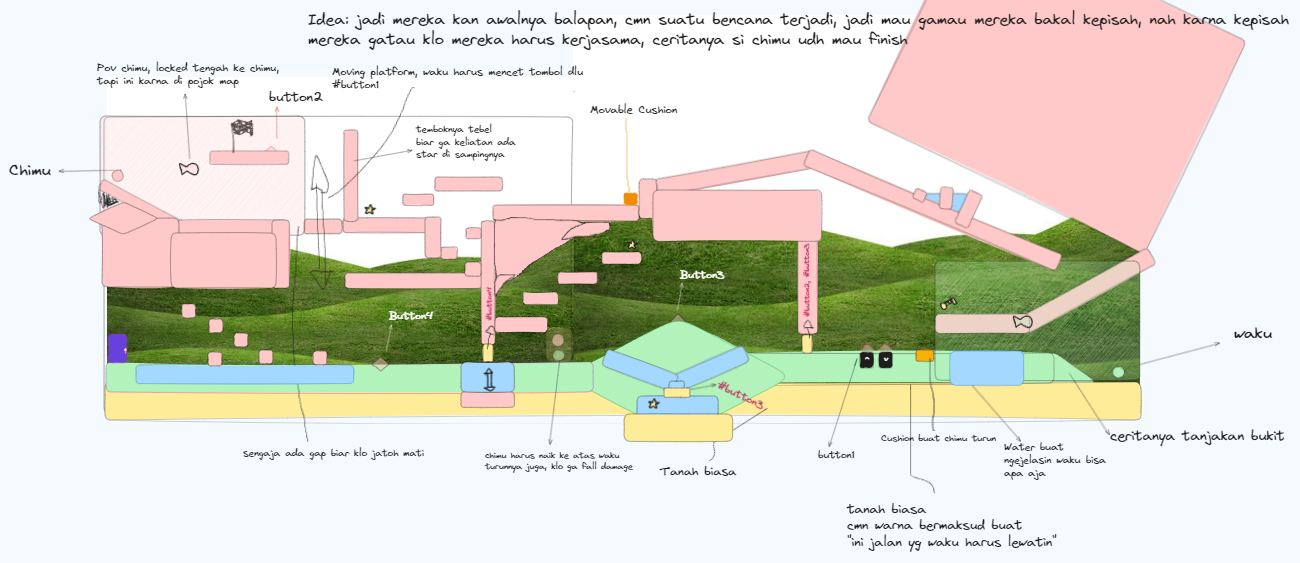 Idea: jadi mereka kan awalnya balapan, cmn suatu bencana terjadi, jadi mau gamau mereka bakal kepisah, nah karna kepisah
mereka gatau klo mereka harus kerjasama, ceritanya si chimu udh mau finish
Pov chimu, locked tengah ke chimu,
tapi ini karna di pojok map
button2
Moving platform, waku harus mencet tombol dlu
#button1
temboknya tebel
biar ga keliatan ada
star di sampingnya
Movable Cushion
Chimu
Button3
#button2, #button3
#button4
Button4
waku
#button3
Sengaja ada gap biar klo jatoh mati
chimu harus naik ke atas waku
turunnya juga, klo ga fall damage
Tanah biasa
button1
Cushion buat chimu turun
Water buat
ngejelasin waku bisa
apa aja
ceritanya tanjakan bukit
tanah biasa
cmn warna bermaksud buat
"ini jalan yg waku harus lewatin"